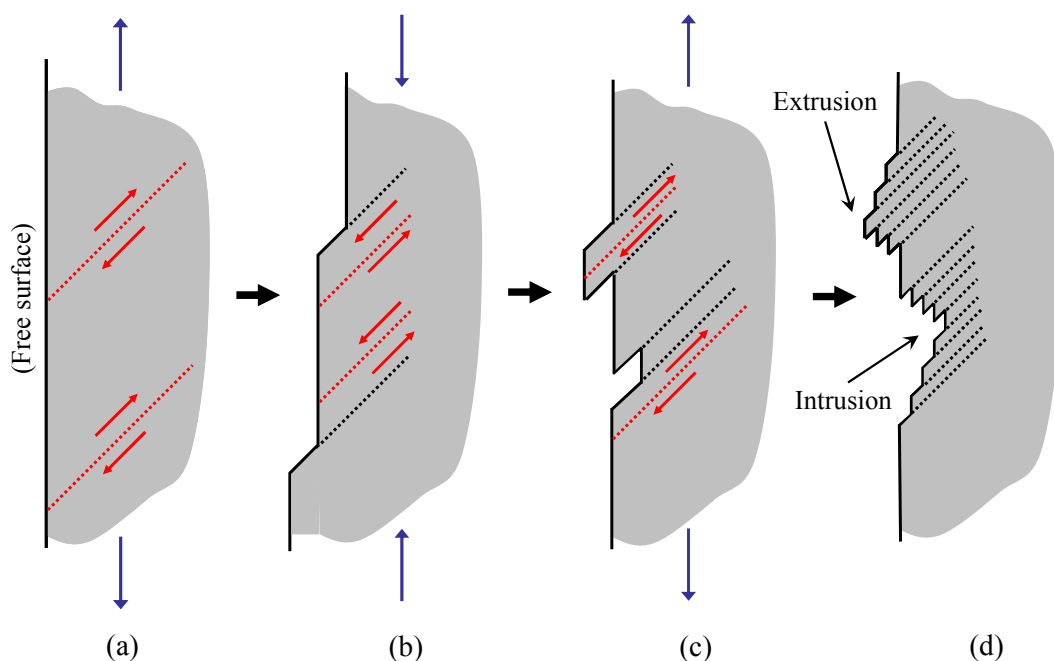 (Free surface)
Extrusion
Intrusion
(a)
(b)
(c)
(d)